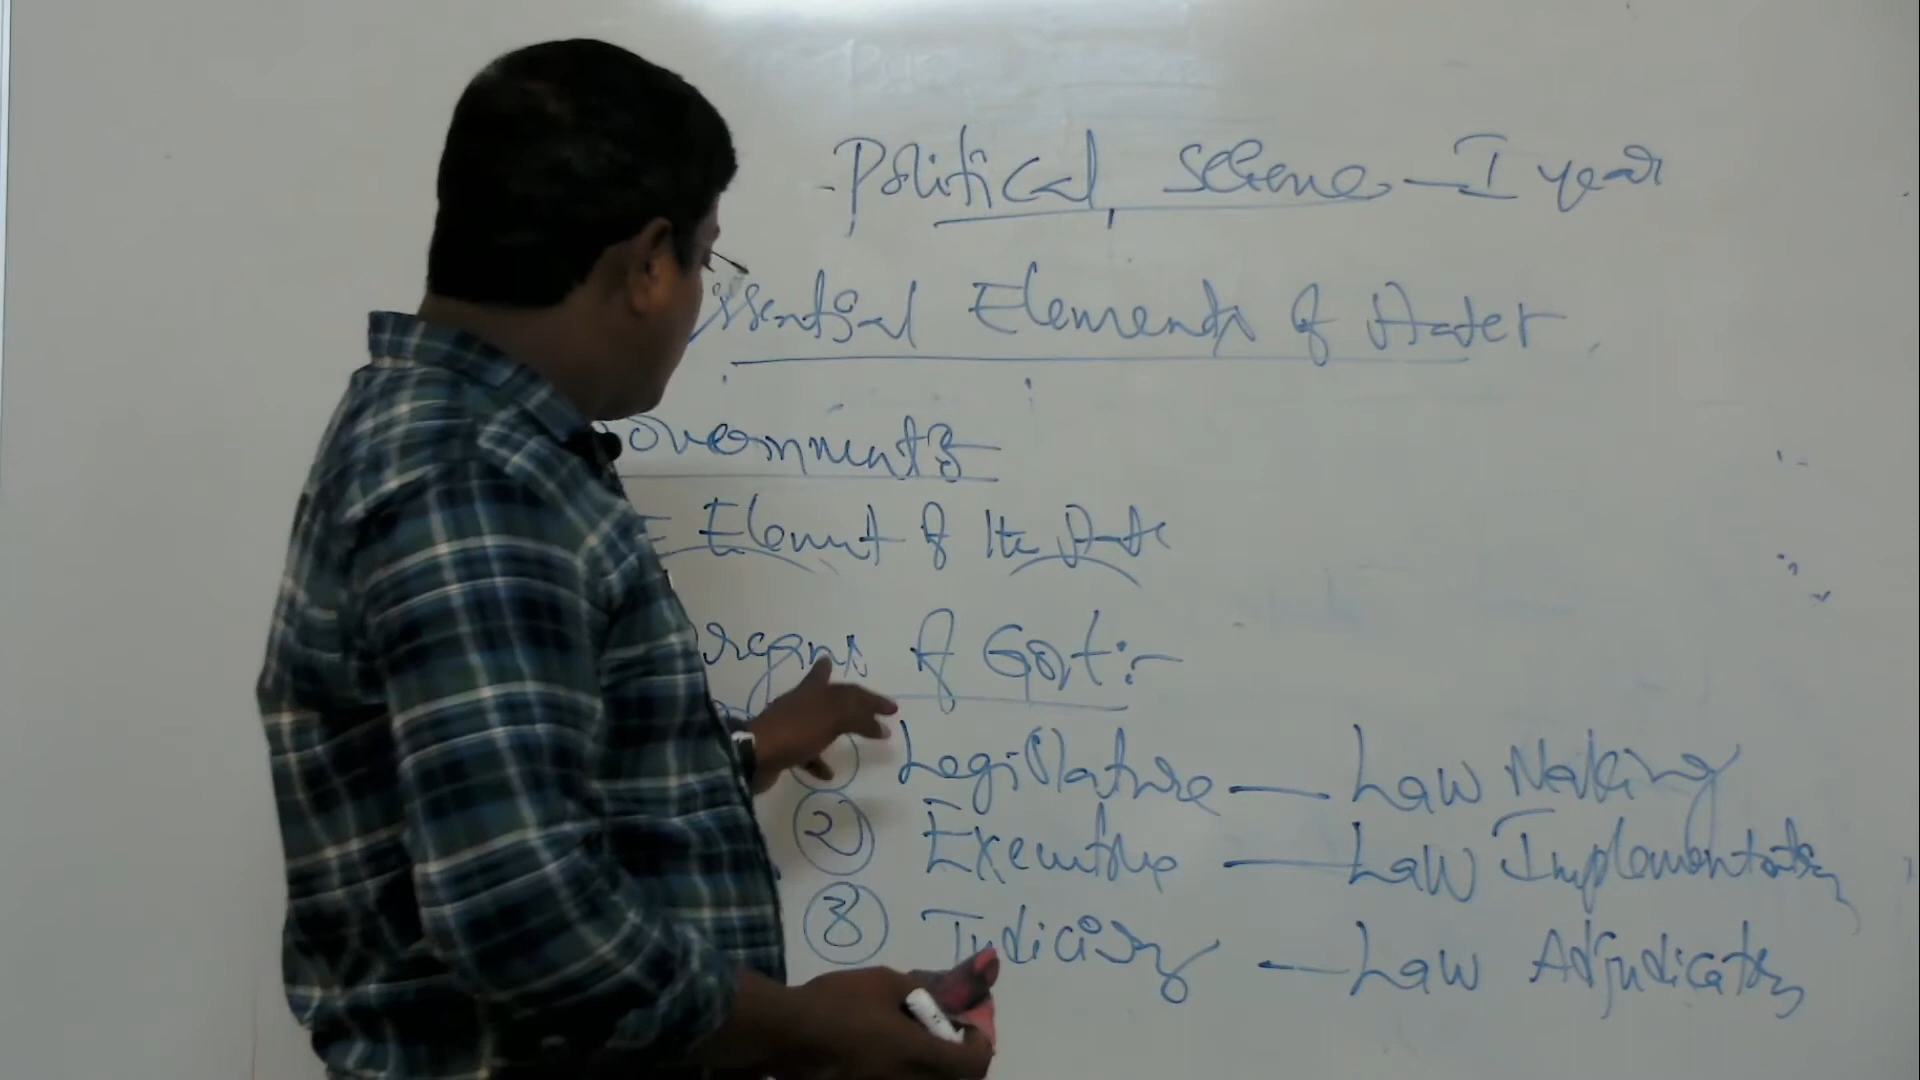 Political Science - I year
Essential Elements of State:-
Government:-
Element of the State
Organs of Govt:-
Legislature — Law Making
② Executive — Law Implementation
③ Judiciary — Law Adjudication